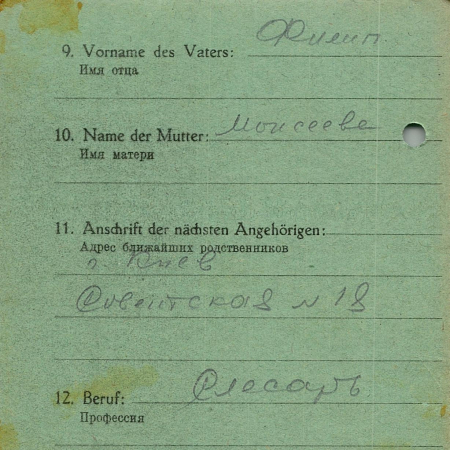 9. Vorname des Vaters: Филип
Имя отца
10. Name der Mutter: Моисеева
Имя матери
11. Anschrift der nächsten Angehörigen:
Адрес ближайших родственников
г. Киев
Советская № 18
12. Beruf: Слесарь
Профессия